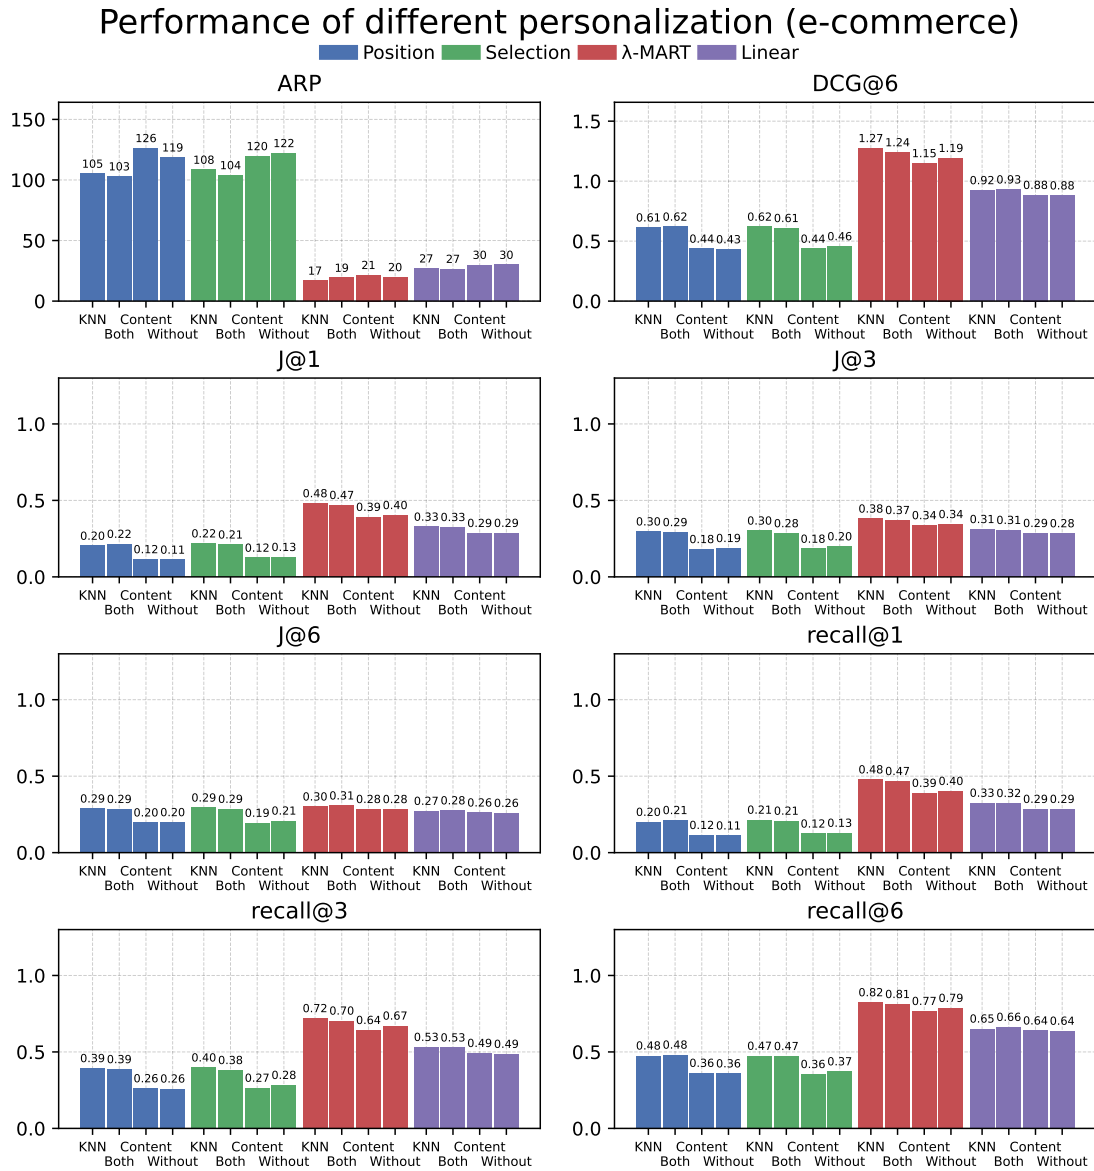 Performance of different personalization (e-commerce)
Position Selection λ-MART Linear
ARP
150
100
50
0
105 103 126 119 108 104 120 122 17 19 21 20 27 27 30 30
KNN Content KNN Content KNN Content KNN Content
Both Without Both Without Both Without Both Without
DCG@6
1.5
1.0
0.5
0.0
0.61 0.62 0.44 0.43 0.62 0.61 0.44 0.46 1.27 1.24 1.15 1.19 0.92 0.93 0.88 0.88
KNN Content KNN Content KNN Content KNN Content
Both Without Both Without Both Without Both Without
J@1
1.0
0.5
0.0
0.20 0.22 0.12 0.11 0.22 0.21 0.12 0.13 0.48 0.47 0.39 0.40 0.33 0.33 0.29 0.29
KNN Content KNN Content KNN Content KNN Content
Both Without Both Without Both Without Both Without
J@3
1.0
0.5
0.0
0.30 0.29 0.18 0.19 0.30 0.28 0.18 0.20 0.38 0.37 0.34 0.34 0.31 0.31 0.29 0.28
KNN Content KNN Content KNN Content KNN Content
Both Without Both Without Both Without Both Without
J@6
1.0
0.5
0.0
0.29 0.29 0.20 0.20 0.29 0.29 0.19 0.21 0.30 0.31 0.28 0.28 0.27 0.28 0.26 0.26
KNN Content KNN Content KNN Content KNN Content
Both Without Both Without Both Without Both Without
recall@1
1.0
0.5
0.0
0.20 0.21 0.12 0.11 0.21 0.21 0.12 0.13 0.48 0.47 0.39 0.40 0.33 0.32 0.29 0.29
KNN Content KNN Content KNN Content KNN Content
Both Without Both Without Both Without Both Without
recall@3
1.0
0.5
0.0
0.39 0.39 0.26 0.26 0.40 0.38 0.27 0.28 0.72 0.70 0.64 0.67 0.53 0.53 0.49 0.49
KNN Content KNN Content KNN Content KNN Content
Both Without Both Without Both Without Both Without
recall@6
1.0
0.5
0.0
0.48 0.48 0.36 0.36 0.47 0.47 0.36 0.37 0.82 0.81 0.77 0.79 0.65 0.66 0.64 0.64
KNN Content KNN Content KNN Content KNN Content
Both Without Both Without Both Without Both Without